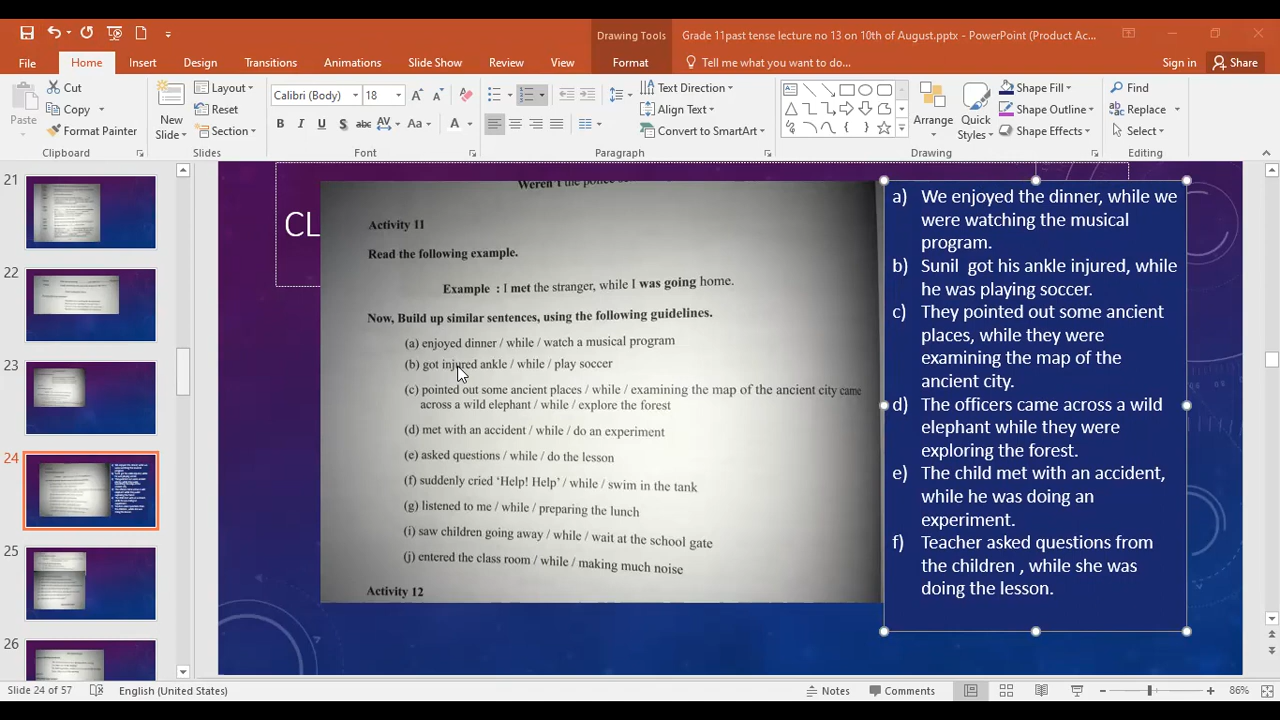 Drawing Tools
Grade 11past tense lecture no 13 on 10th of August.pptx - PowerPoint (Product Ac...
File Home Insert Design Transitions Animations Slide Show Review View Format Tell me what you want to do... Sign in Share
Paste
Cut
Copy
Format Painter
Clipboard
New Slide
Layout
Reset
Section
Slides
Calibri (Body) 18
B I U S abc AV Aa A
Font
Text Direction
Align Text
Convert to SmartArt
Paragraph
Arrange
Quick Styles
Shape Fill
Shape Outline
Shape Effects
Drawing
Find
Replace
Select
Editing
21
22
23
24
25
26
CL
Activity 11
Read the following example.
Example : I met the stranger, while I was going home.
Now, Build up similar sentences, using the following guidelines.
(a) enjoyed dinner / while / watch a musical program
(b) got injured ankle / while / play soccer
(c) pointed out some ancient places / while / examining the map of the ancient city came
across a wild elephant / while / explore the forest
(d) met with an accident / while / do an experiment
(e) asked questions / while / do the lesson
(f) suddenly cried ‘Help! Help’ / while / swim in the tank
(g) listened to me / while / preparing the lunch
(i) saw children going away / while / wait at the school gate
(j) entered the class room / while / making much noise
Activity 12
a) We enjoyed the dinner, while we
were watching the musical
program.
b) Sunil got his ankle injured, while
he was playing soccer.
c) They pointed out some ancient
places, while they were
examining the map of the
ancient city.
d) The officers came across a wild
elephant while they were
exploring the forest.
e) The child met with an accident,
while he was doing an
experiment.
f) Teacher asked questions from
the children , while she was
doing the lesson.
Slide 24 of 57 English (United States) Notes Comments 86%